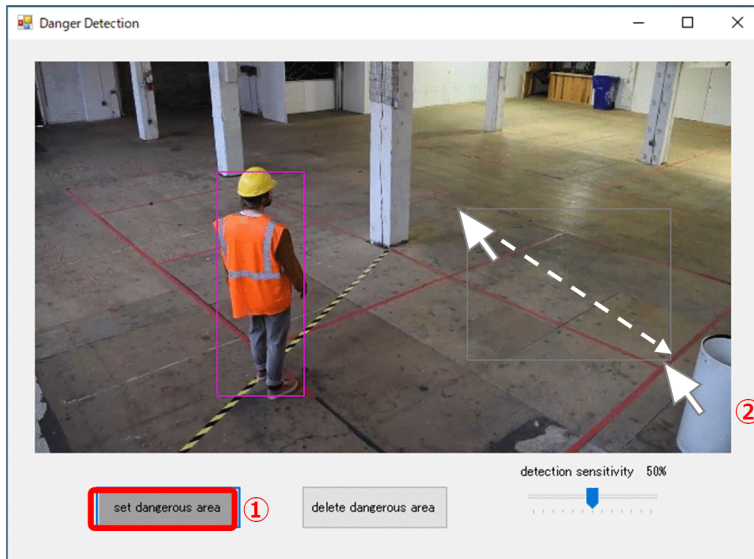 Danger Detection
②
detection sensitivity 50%
set dangerous area ① delete dangerous area